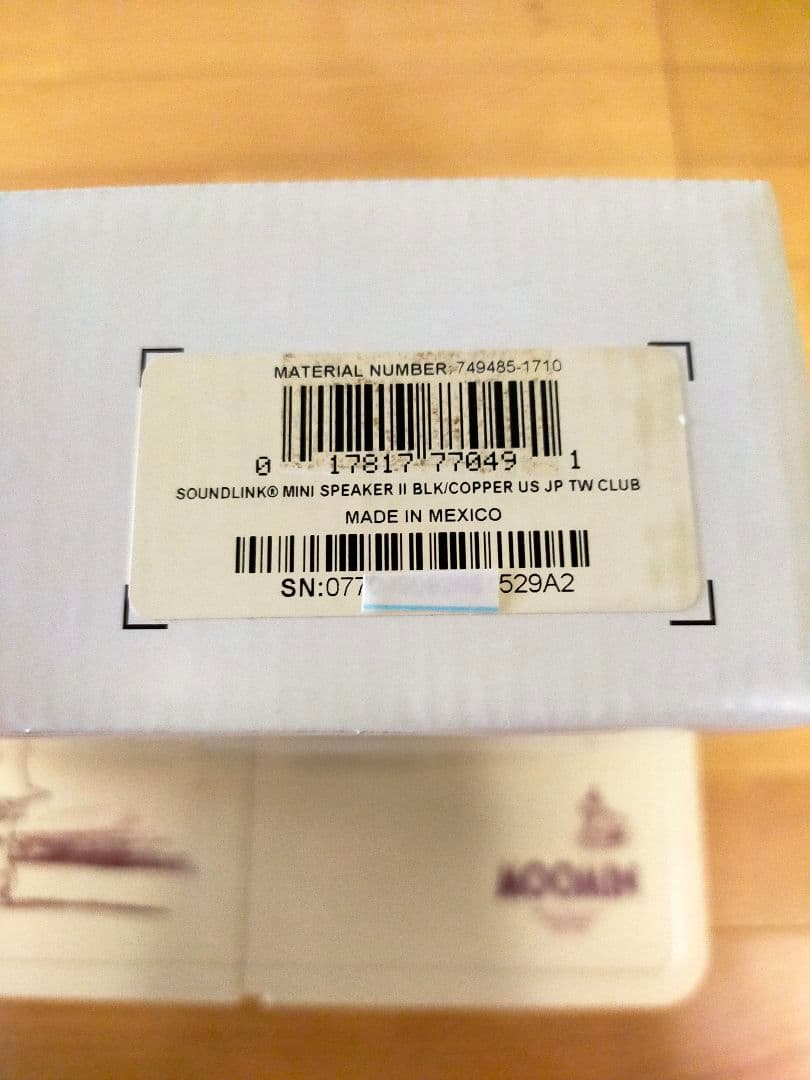 MATERIAL NUMBER: 749485-1710
0 17817 77049 1
SOUNDLINK® MINI SPEAKER II BLK/COPPER US JP TW CLUB
MADE IN MEXICO
SN:077 529A2
MOOMIN